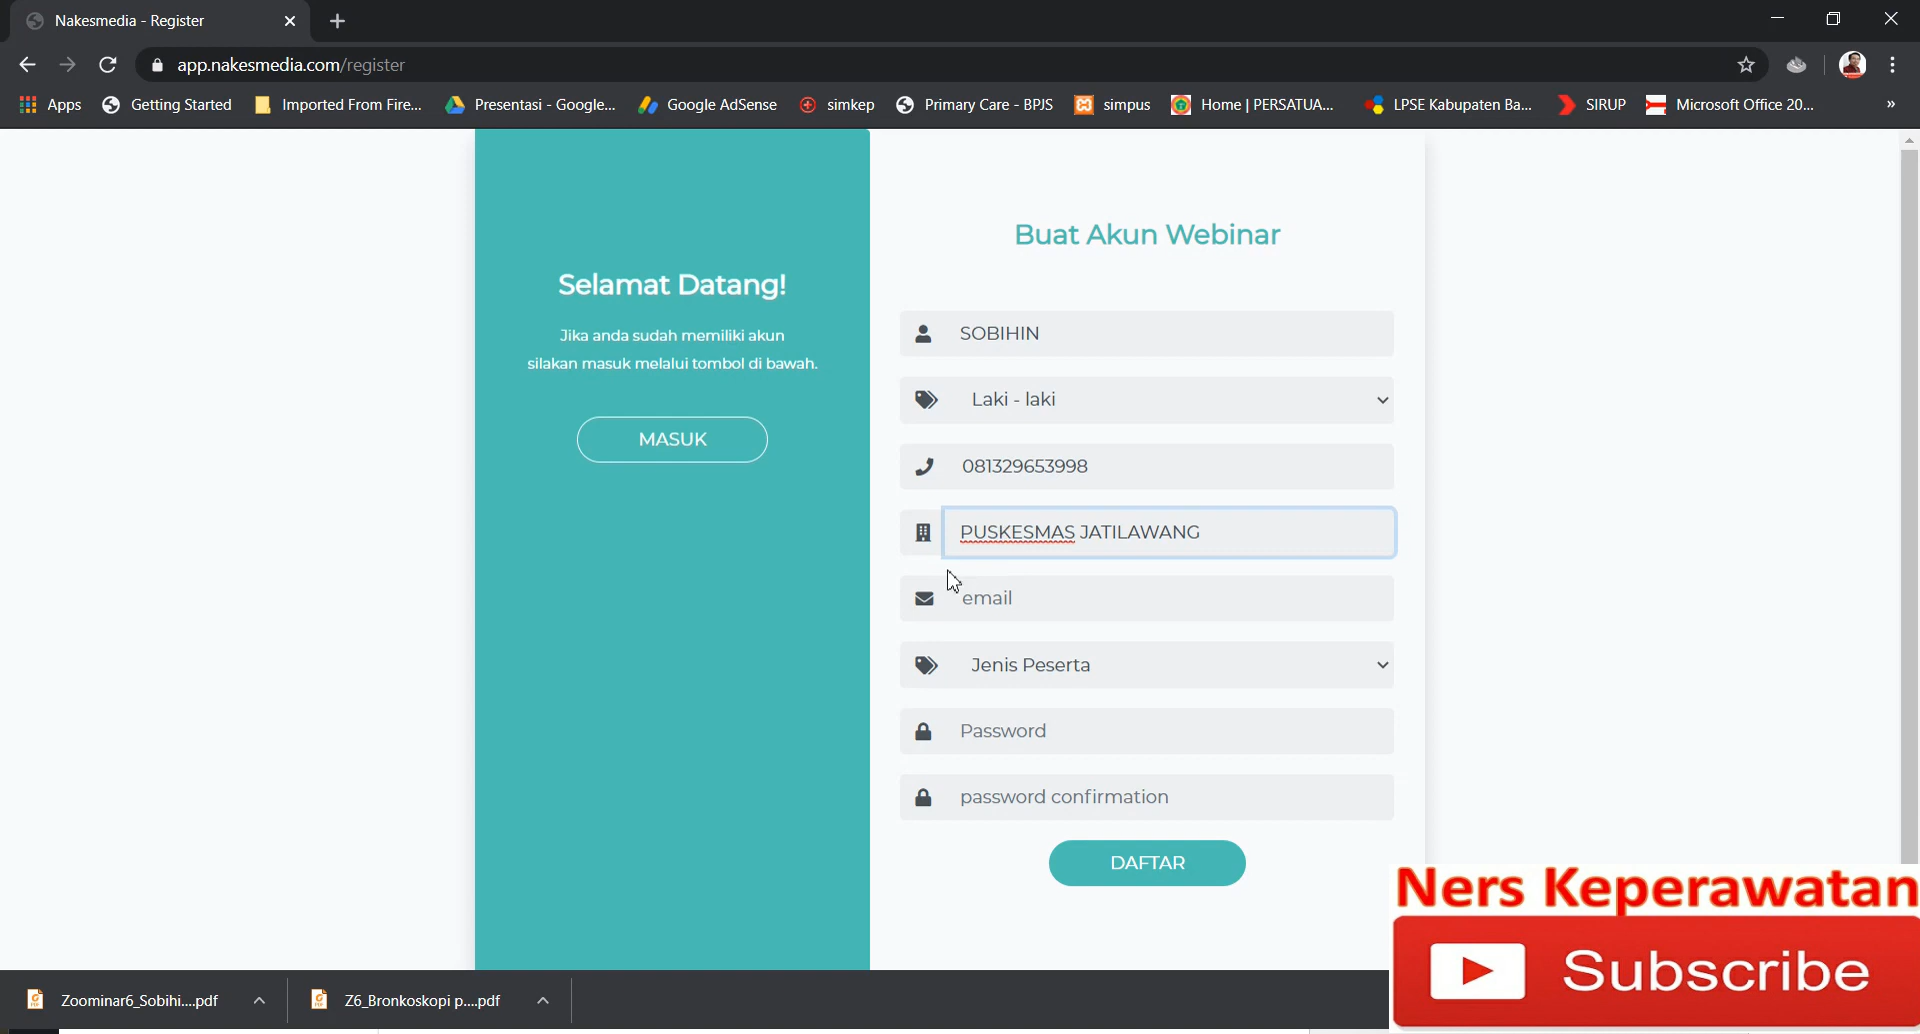 Nakesmedia - Register
app.nakesmedia.com/register
Apps Getting Started Imported From Fire... Presentasi - Google... Google AdSense simkep Primary Care - BPJS simpus Home | PERSATUA... LPSE Kabupaten Ba... SIRUP Microsoft Office 20... »
Selamat Datang!
Jika anda sudah memiliki akun
silakan masuk melalui tombol di bawah.
MASUK
Buat Akun Webinar
SOBIHIN
Laki - laki
081329653998
PUSKESMAS JATILAWANG
email
Jenis Peserta
Password
password confirmation
DAFTAR
Ners Keperawatan
Subscribe
Zoominar6_Sobihi....pdf Z6_Bronkoskopi p....pdf